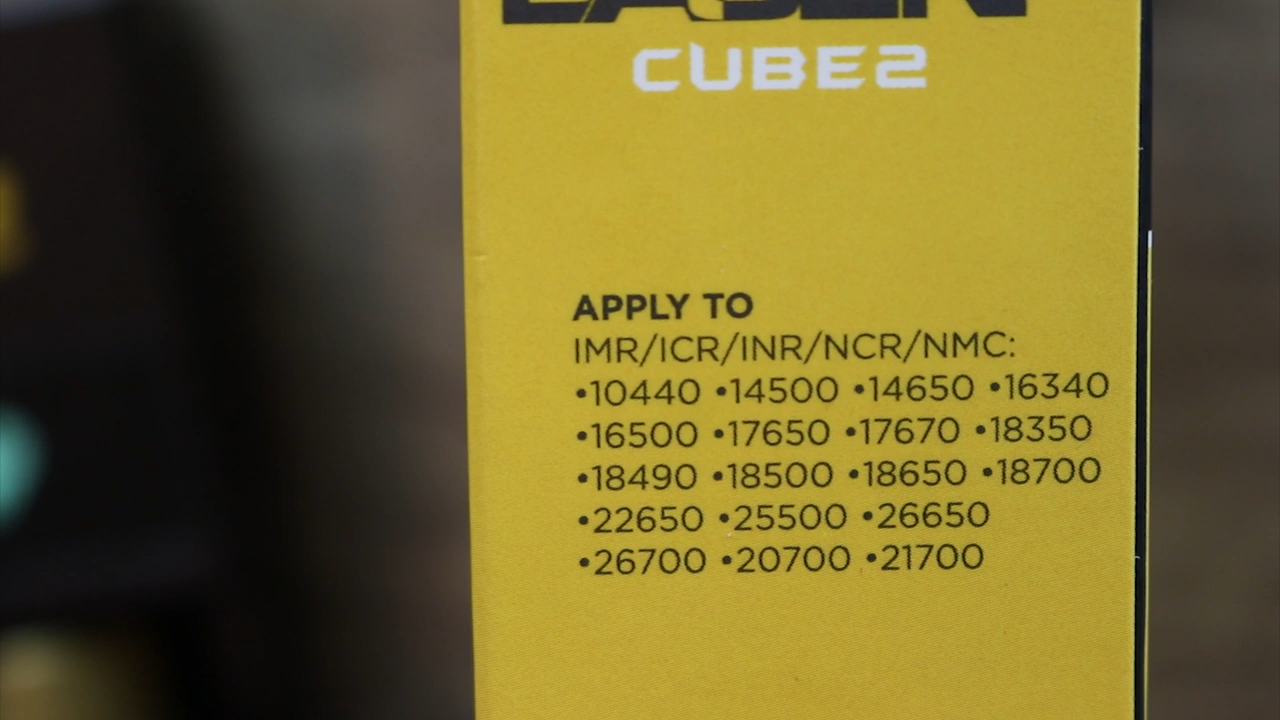 CUBE2
APPLY TO
IMR/ICR/INR/NCR/NMC:
•10440 •14500 •14650 •16340
•16500 •17650 •17670 •18350
•18490 •18500 •18650 •18700
•22650 •25500 •26650
•26700 •20700 •21700